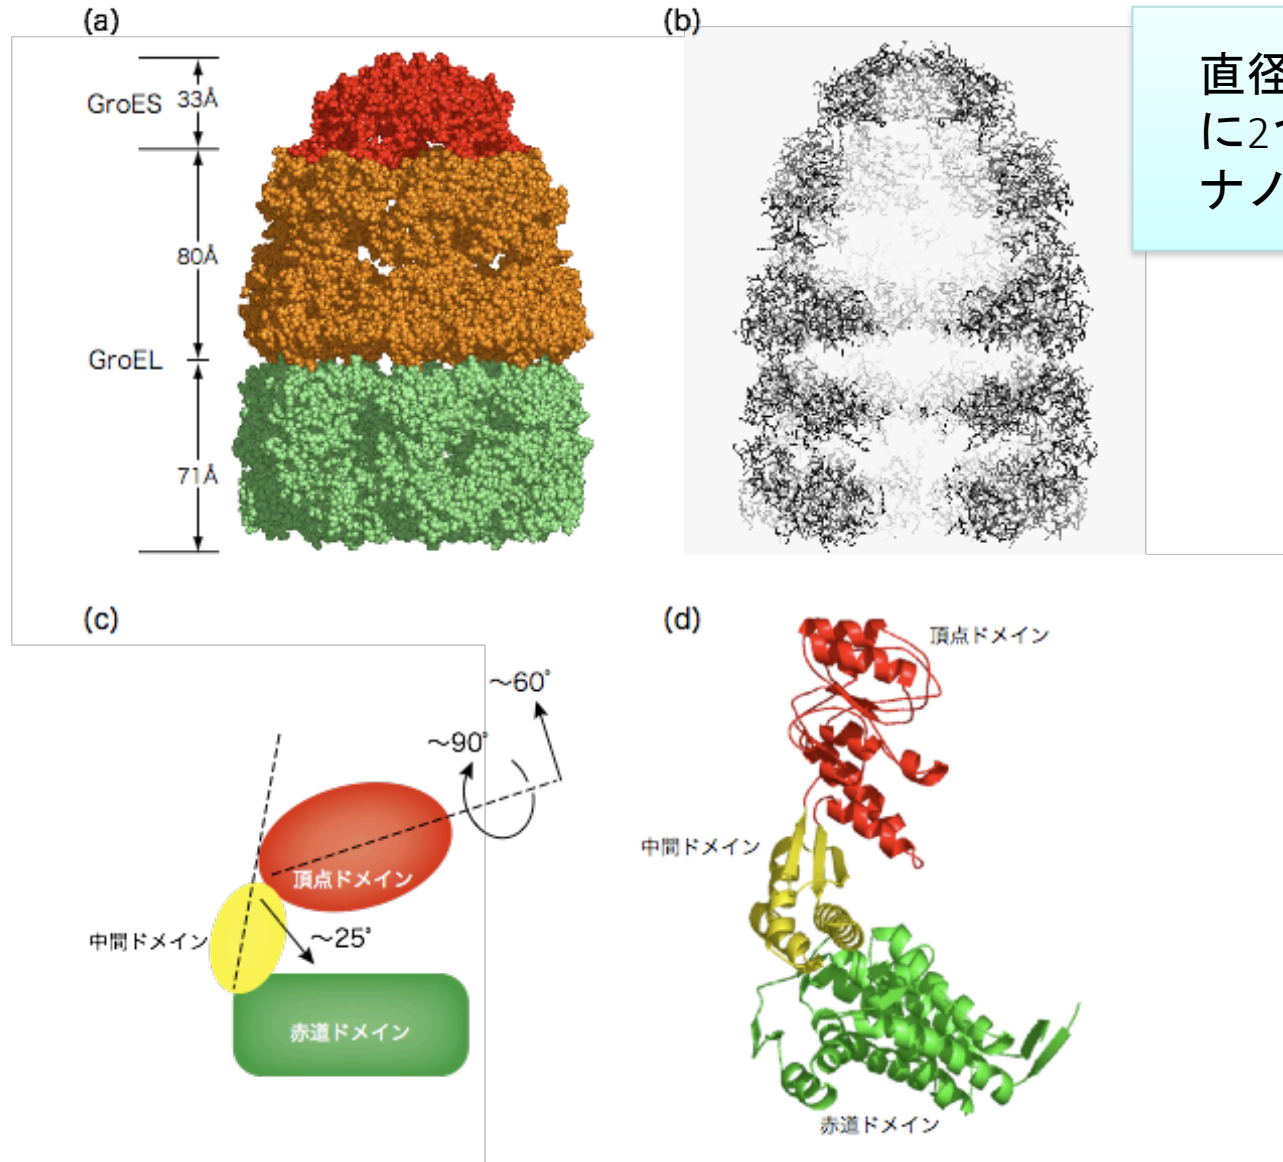 (a)
GroES
33Å
80Å
GroEL
71Å
(b)
直径
に2
ナノ
(c)
～60°
～90°
頂点ドメイン
中間ドメイン
～25°
赤道ドメイン
(d)
頂点ドメイン
中間ドメイン
赤道ドメイン